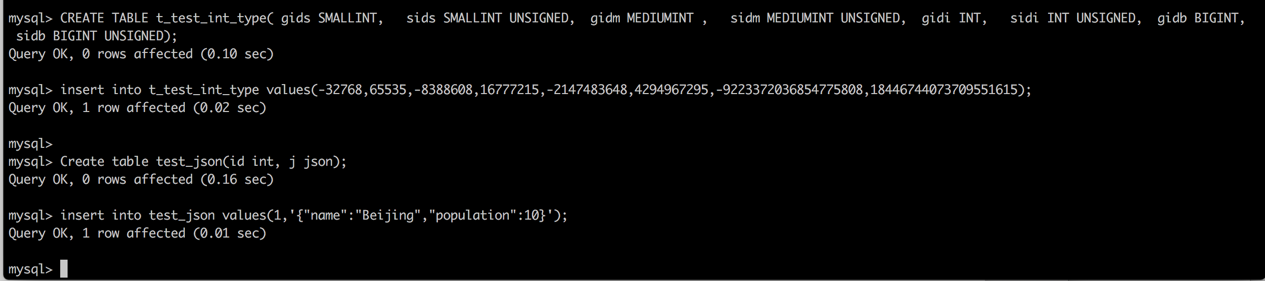 mysql> CREATE TABLE t_test_int_type( gids SMALLINT,   sids SMALLINT UNSIGNED,  gidm MEDIUMINT ,   sidm MEDIUMINT UNSIGNED,  gidi INT,   sidi INT UNSIGNED,  gidb BIGINT,
 sidb BIGINT UNSIGNED);
Query OK, 0 rows affected (0.10 sec)
mysql> insert into t_test_int_type values(-32768,65535,-8388608,16777215,-2147483648,4294967295,-9223372036854775808,18446744073709551615);
Query OK, 1 row affected (0.02 sec)
mysql>
mysql> Create table test_json(id int, j json);
Query OK, 0 rows affected (0.16 sec)
mysql> insert into test_json values(1,'{"name":"Beijing","population":10}');
Query OK, 1 row affected (0.01 sec)
mysql>